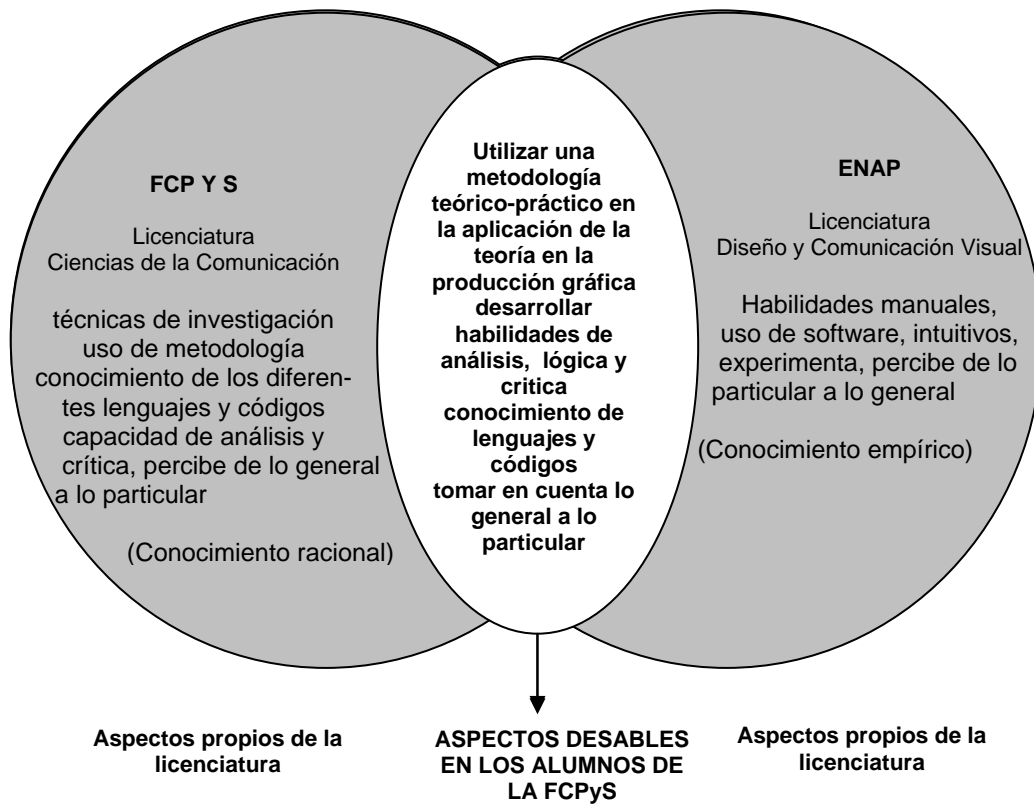 FCP Y S
Licenciatura
Ciencias de la Comunicación
técnicas de investigación
uso de metodología
conocimiento de los diferen-
tes lenguajes y códigos
capacidad de análisis y
crítica, percibe de lo general
a lo particular
(Conocimiento racional)
Utilizar una
metodología
teórico-práctico en
la aplicación de la
teoría en la
producción gráfica
desarrollar
habilidades de
análisis, lógica y
critica
conocimiento de
lenguajes y
códigos
tomar en cuenta lo
general a lo
particular
ENAP
Licenciatura
Diseño y Comunicación Visual
Habilidades manuales,
uso de software, intuitivos,
experimenta, percibe de lo
particular a lo general
(Conocimiento empírico)
Aspectos propios de la
licenciatura
ASPECTOS DESABLES
EN LOS ALUMNOS DE
LA FCPyS
Aspectos propios de la
licenciatura